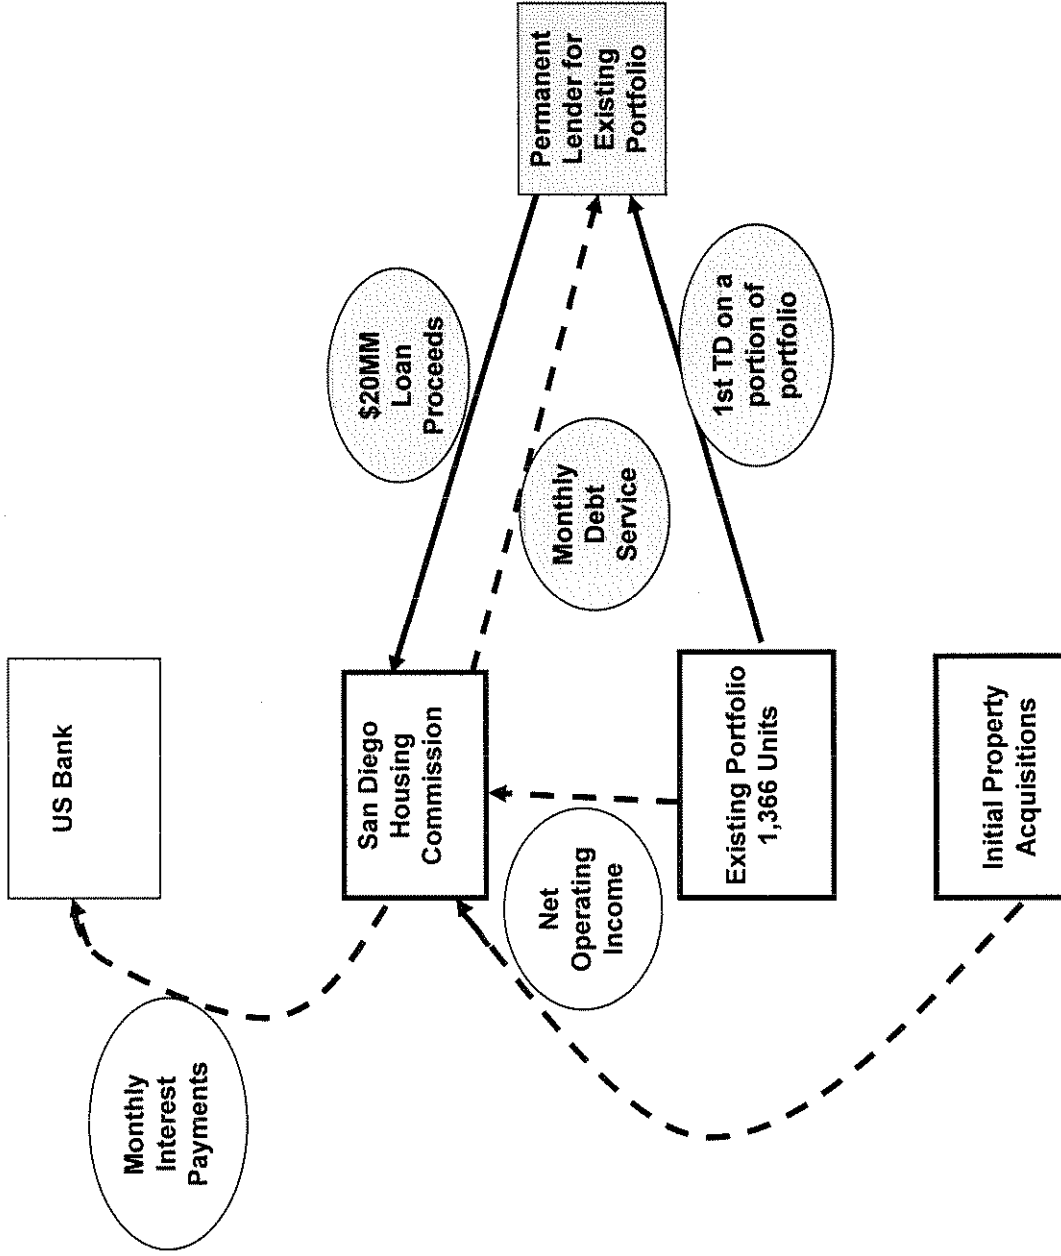 US Bank
Monthly
Interest
Payments
San Diego
Housing
Commission
$20MM
Loan
Proceeds
Net
Operating
Income
Monthly
Debt
Service
Permanent
Lender for
Existing
Portfolio
Existing Portfolio
1,366 Units
1st TD on a
portion of
portfolio
Initial Property
Acquisitions